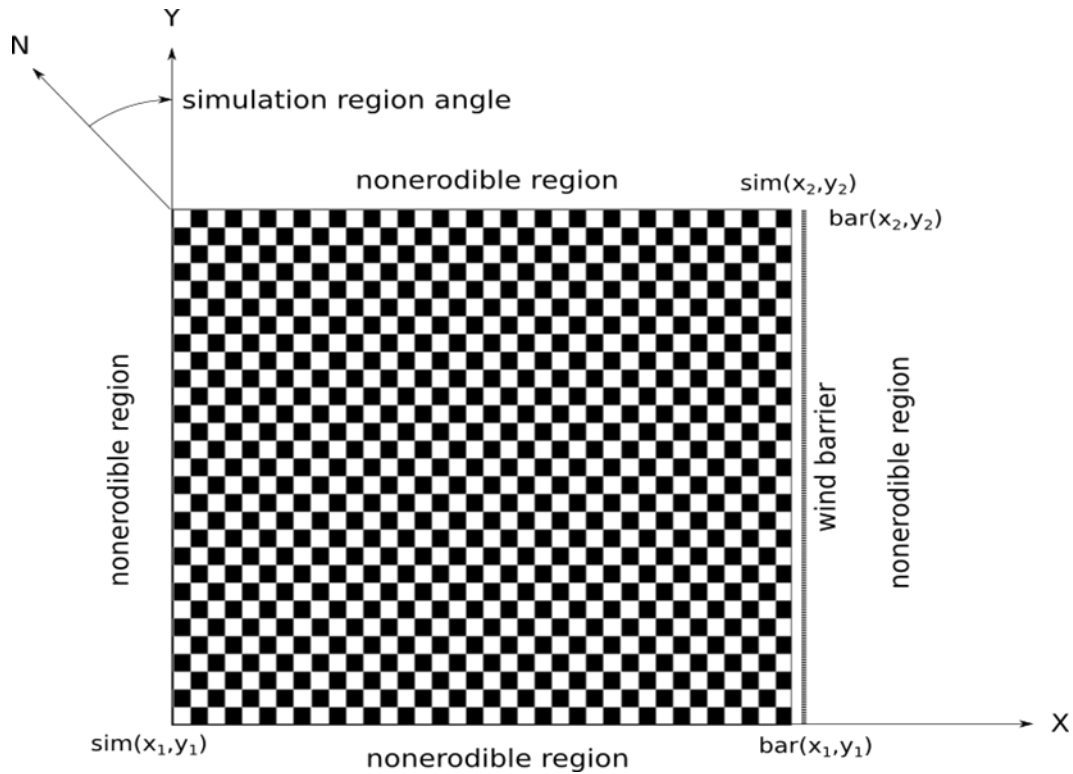 Y
N
simulation region angle
nonerodible region
sim(x₂,y₂)
bar(x₂,y₂)
nonerodible region
wind barrier
nonerodible region
X
sim(x₁,y₁)
bar(x₁,y₁)
nonerodible region